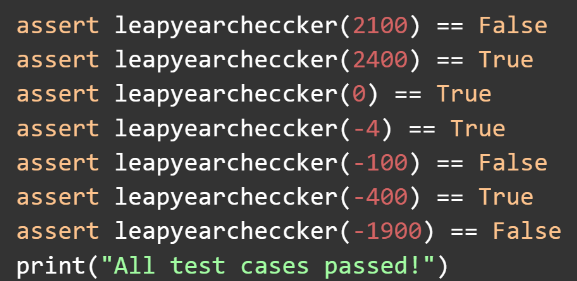 assert leapyearcheccker(2100) == False
assert leapyearcheccker(2400) == True
assert leapyearcheccker(0) == True
assert leapyearcheccker(-4) == True
assert leapyearcheccker(-100) == False
assert leapyearcheccker(-400) == True
assert leapyearcheccker(-1900) == False
print("All test cases passed!")